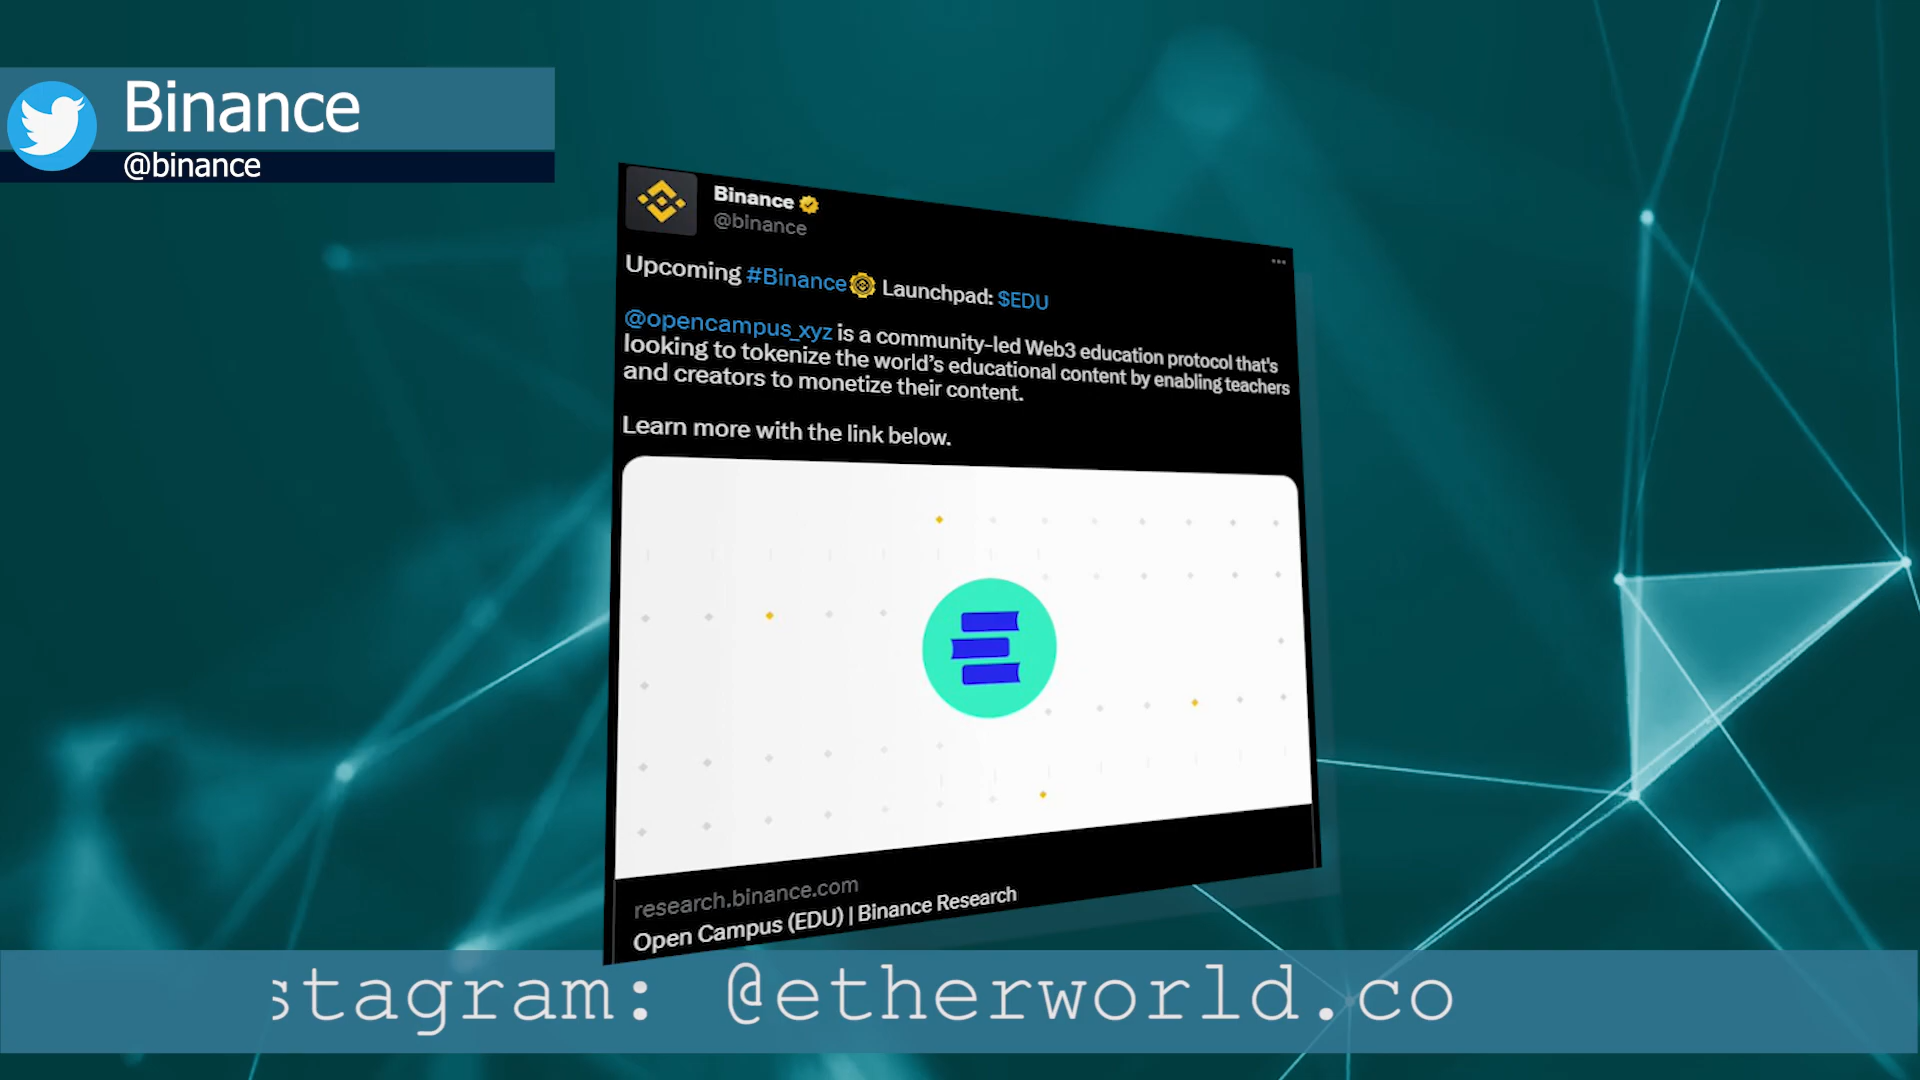 Binance
@binance
Binance
@binance
Upcoming #Binance Launchpad: $EDU
@opencampus_xyz is a community-led Web3 education protocol that's
looking to tokenize the world’s educational content by enabling teachers
and creators to monetize their content.
Learn more with the link below.
research.binance.com
Open Campus (EDU) | Binance Research
stagram: @etherworld.co